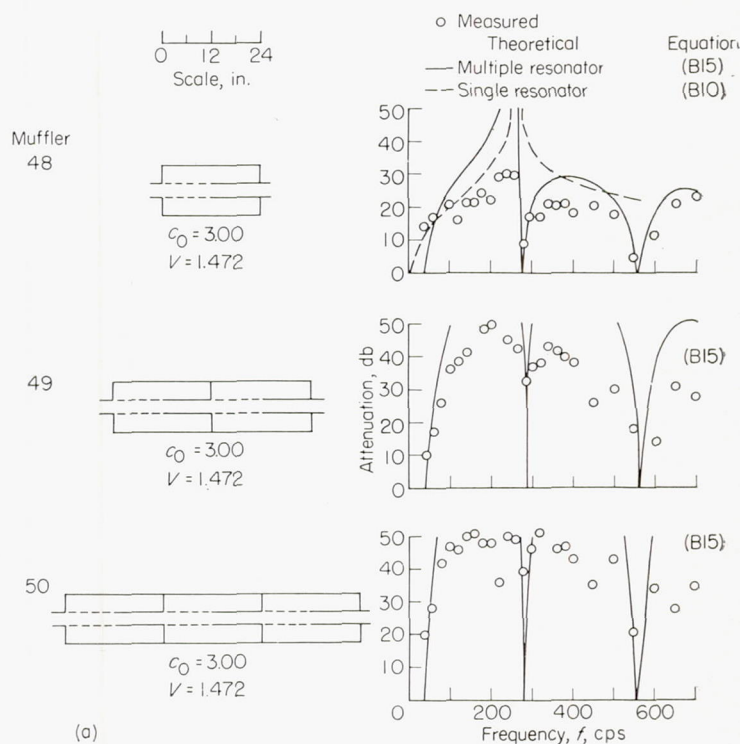 0 12 24
Scale, in.
○ Measured
Theoretical Equation
Multiple resonator (B15)
Single resonator (B10)
Muffler
48
c₀ = 3.00
V = 1.472
50
40
30
20
10
0
49
c₀ = 3.00
V = 1.472
Attenuation, db
50
40
30
20
10
0
(B15)
50
c₀ = 3.00
V = 1.472
50
40
30
20
10
0
(B15)
200 400 600
Frequency, f, cps
(a)